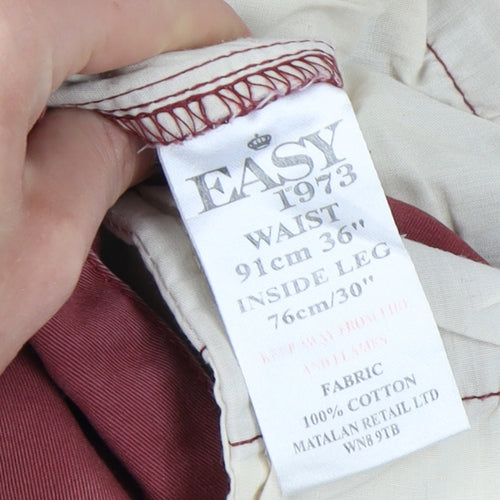 EASY
1973
WAIST
91cm 36"
INSIDE LEG
76cm/30"
KEEP AWAY FROM FIRE
AND FLAMES
FABRIC
100% COTTON
MATALAN RETAIL LTD
WN8 9TB